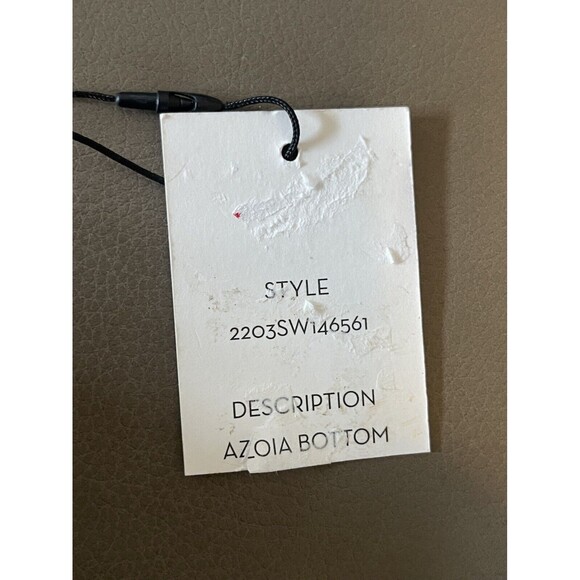 STYLE
2203SW146561
DESCRIPTION
AZOIA BOTTOM